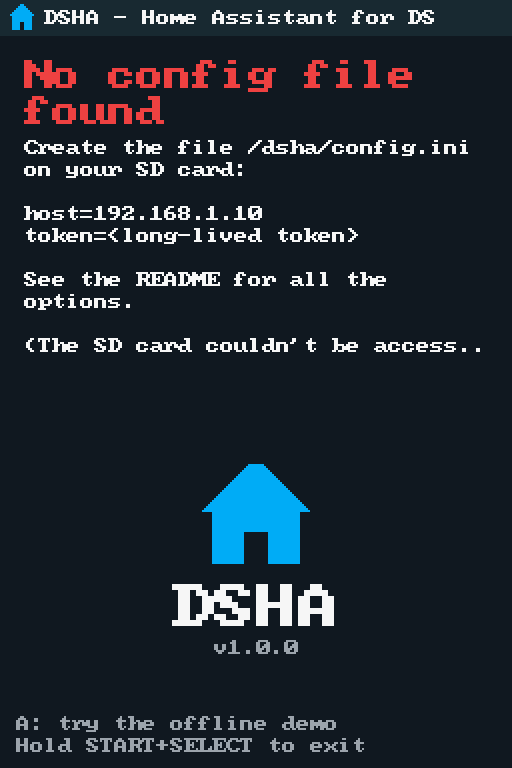 DSHA - Home Assistant for DS
No config file
found
Create the file /dsha/config.ini
on your SD card:
host=192.168.1.10
token=<long-lived token>
See the README for all the
options.
(The SD card couldn't be access..
DSHA
v1.0.0
A: try the offline demo
Hold START+SELECT to exit